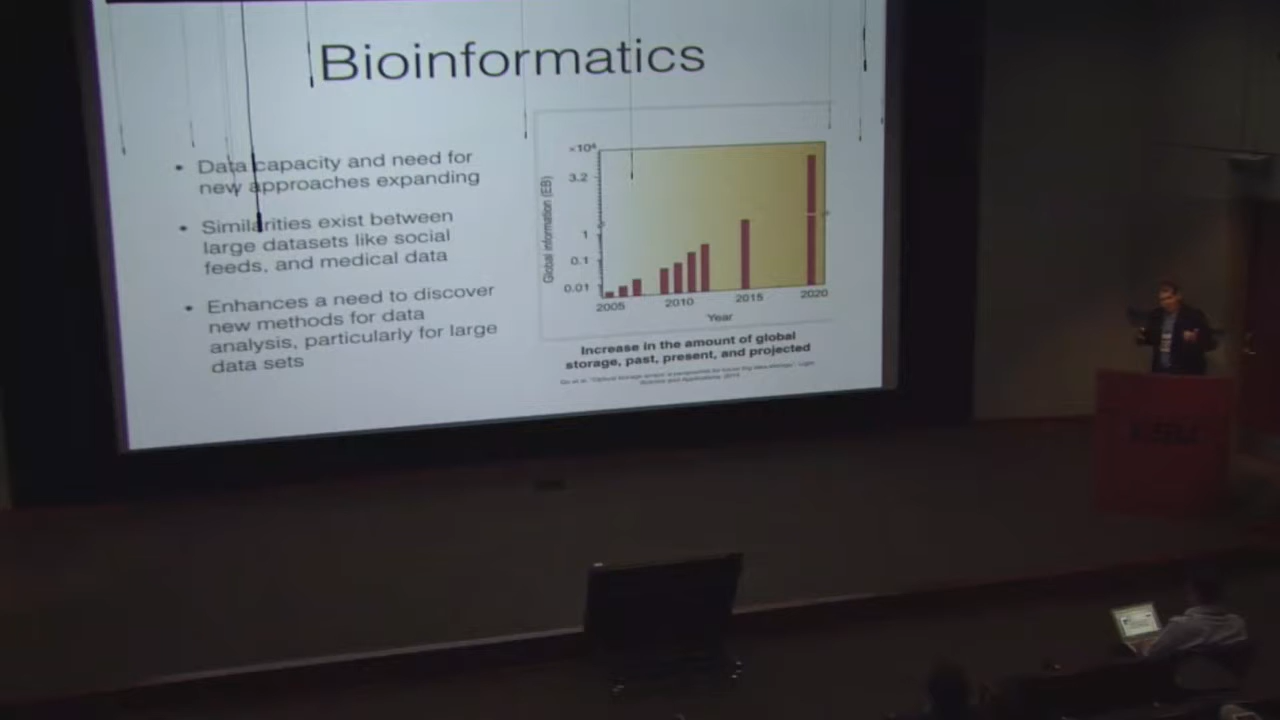 Bioinformatics
• Data capacity and need for
new approaches expanding
• Similarities exist between
large datasets like social
feeds, and medical data
• Enhances a need to discover
new methods for data
analysis, particularly for large
data sets
×10⁴
3.2
1
0.1
0.01
Global information (EB)
2005 2010 2015 2020
Year
Increase in the amount of global
storage, past, present, and projected